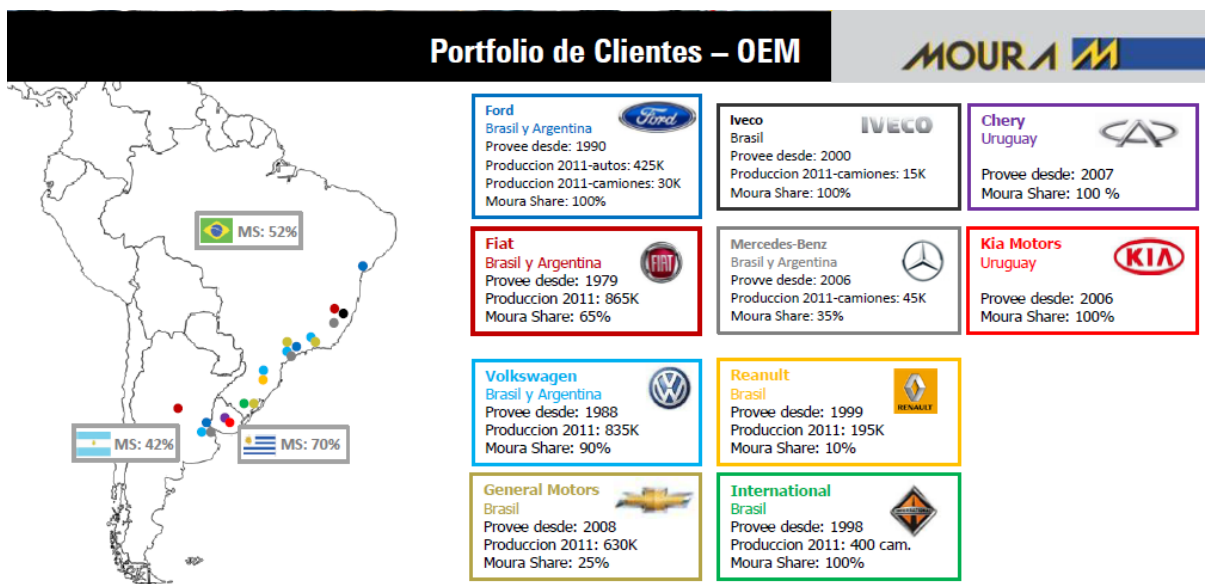 Portfolio de Clientes – OEM
MOURA
MS: 52%
MS: 42%
MS: 70%
Ford
Brasil y Argentina
Provee desde: 1990
Produccion 2011-autos: 425K
Produccion 2011-camiones: 30K
Moura Share: 100%
Ford
Iveco
Brasil
Provee desde: 2000
Produccion 2011-camiones: 15K
Moura Share: 100%
IVECO
Chery
Uruguay
Provee desde: 2007
Moura Share: 100 %
Fiat
Brasil y Argentina
Provee desde: 1979
Produccion 2011: 865K
Moura Share: 65%
FIAT
Mercedes-Benz
Brasil y Argentina
Provve desde: 2006
Produccion 2011-camiones: 45K
Moura Share: 35%
Kia Motors
Uruguay
Provee desde: 2006
Moura Share: 100%
KIA
Volkswagen
Brasil y Argentina
Provee desde: 1988
Produccion 2011: 835K
Moura Share: 90%
Reanult
Brasil
Provee desde: 1999
Produccion 2011: 195K
Moura Share: 10%
RENAULT
General Motors
Brasil
Provee desde: 2008
Produccion 2011: 630K
Moura Share: 25%
International
Brasil
Provee desde: 1998
Produccion 2011: 400 cam.
Moura Share: 100%
INTERNATIONAL